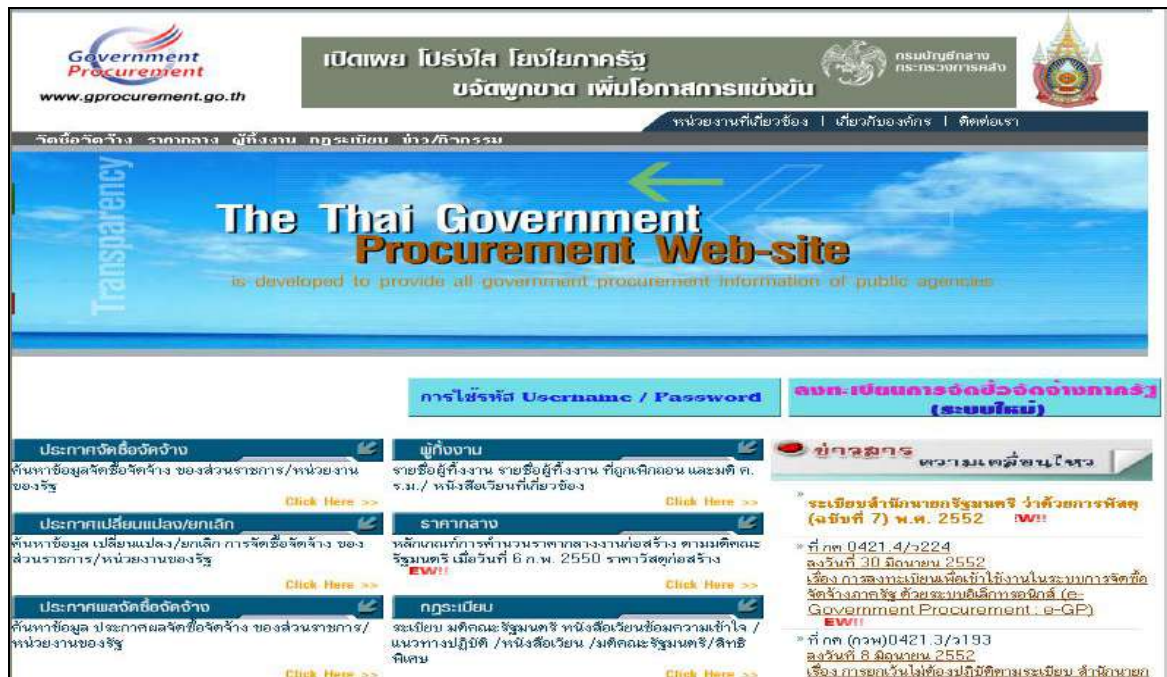 Government
Procurement
www.gprocurement.go.th
เปิดเผย โปร่งใส โยงใยภาครัฐ
ขจัดผูกขาด เพิ่มโอกาสการแข่งขัน
กรมบัญชีกลาง
กระทรวงการคลัง
หน่วยงานที่เกี่ยวข้อง | เกี่ยวกับองค์กร | ติดต่อเรา
จัดซื้อจัดจ้าง ราคากลาง ผู้ทิ้งงาน กฎระเบียบ ข่าว/กิจกรรม
Transparency
The Thai Government
Procurement Web-site
is developed to provide all government procurement information of public agencies
การใช้รหัส Username / Password
ลงทะเบียนการจัดซื้อจัดจ้างภาครัฐ
(ระบบใหม่)
ประกาศจัดซื้อจัดจ้าง
ค้นหาข้อมูลจัดซื้อจัดจ้าง ของส่วนราชการ/หน่วยงาน
ของรัฐ
Click Here >>
ประกาศเปลี่ยนแปลง/ยกเลิก
ค้นหาข้อมูล เปลี่ยนแปลง/ยกเลิก การจัดซื้อจัดจ้าง ของ
ส่วนราชการ/หน่วยงานของรัฐ
Click Here >>
ประกาศผลจัดซื้อจัดจ้าง
ค้นหาข้อมูล ประกาศผลจัดซื้อจัดจ้าง ของส่วนราชการ/
หน่วยงานของรัฐ
Click Here >>
ผู้ทิ้งงาน
รายชื่อผู้ทิ้งงาน รายชื่อผู้ทิ้งงาน ที่ถูกเพิกถอน และมติ ค.
ร.ม./ หนังสือเวียนที่เกี่ยวข้อง
Click Here >>
ราคากลาง
หลักเกณฑ์การคำนวนราคากลางงานก่อสร้าง ตามมติคณะ
รัฐมนตรี เมื่อวันที่ 6 ก.พ. 2550 ราคาวัสดุก่อสร้าง
EW!!
Click Here >>
กฎระเบียบ
ระเบียบ มติคณะรัฐมนตรี หนังสือเวียนซ้อมความเข้าใจ /
แนวทางปฏิบัติ /หนังสือเวียน /มติคณะรัฐมนตรี/สิทธิ
พิเศษ
Click Here >>
ข่าวสาร ความเคลื่อนไหว
» ระเบียบสำนักนายกรัฐมนตรี ว่าด้วยการพัสดุ
(ฉบับที่ 7) พ.ศ. 2552 EW!!
» ที่ กค 0421.4/ว224
ลงวันที่ 30 มิถุนายน 2552
เรื่อง การลงทะเบียนเพื่อเข้าใช้งานในระบบการจัดซื้อ
จัดจ้างภาครัฐ ด้วยระบบอิเล็กทรอนิกส์ (e-
Government Procurement : e-GP)
EW!!
» ที่ กค (กวพ)0421.3/ว193
ลงวันที่ 8 มิถุนายน 2552
เรื่อง การยกเว้นไม่ต้องปฏิบัติตามระเบียบ สำนักนายก